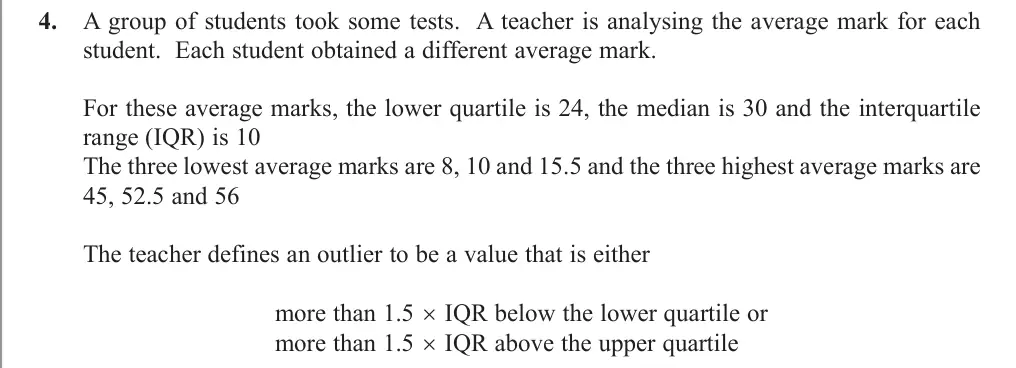 4. A group of students took some tests. A teacher is analysing the average mark for each
student. Each student obtained a different average mark.
For these average marks, the lower quartile is 24, the median is 30 and the interquartile
range (IQR) is 10
The three lowest average marks are 8, 10 and 15.5 and the three highest average marks are
45, 52.5 and 56
The teacher defines an outlier to be a value that is either
more than 1.5 × IQR below the lower quartile or
more than 1.5 × IQR above the upper quartile